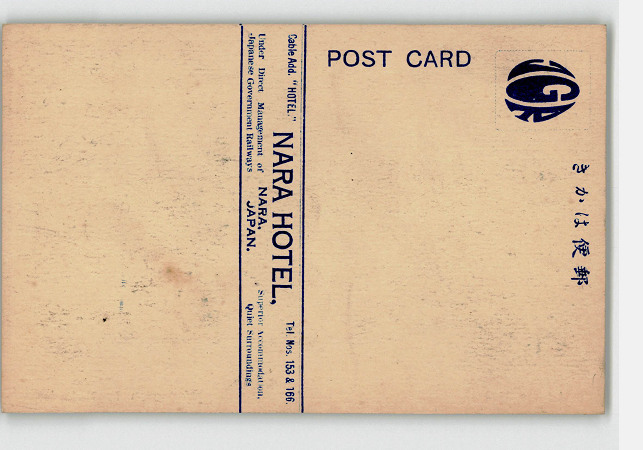 POST CARD
JGR
きかは便郵
Cable Add. "HOTEL."
NARA HOTEL,
Tel. Nos. 153 & 166.
Under Direct Management of
Japanese Government Railways
NARA,
JAPAN.
Superior Accommodation,
Quiet Surroundings